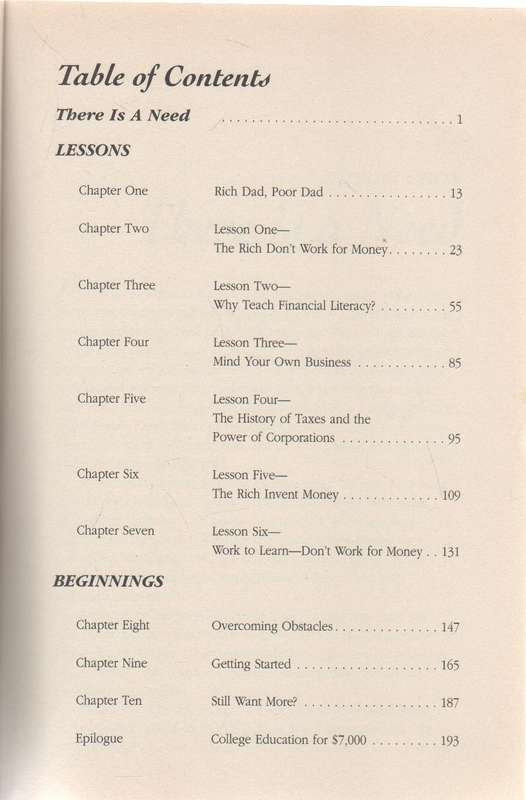 Table of Contents
There Is A Need . . . . . . . . . . . . . . . . . . . . . . . . . . . . . . . 1
LESSONS
Chapter One Rich Dad, Poor Dad . . . . . . . . . . . . . . . . 13
Chapter Two Lesson One—
The Rich Don't Work for Money . . . . . . . . 23
Chapter Three Lesson Two—
Why Teach Financial Literacy? . . . . . . . . . 55
Chapter Four Lesson Three—
Mind Your Own Business . . . . . . . . . . . . 85
Chapter Five Lesson Four—
The History of Taxes and the
Power of Corporations . . . . . . . . . . . . . . 95
Chapter Six Lesson Five—
The Rich Invent Money . . . . . . . . . . . . . 109
Chapter Seven Lesson Six—
Work to Learn—Don't Work for Money . . 131
BEGINNINGS
Chapter Eight Overcoming Obstacles . . . . . . . . . . . . . . 147
Chapter Nine Getting Started . . . . . . . . . . . . . . . . . . . 165
Chapter Ten Still Want More? . . . . . . . . . . . . . . . . . . 187
Epilogue College Education for $7,000 . . . . . . . . . 193